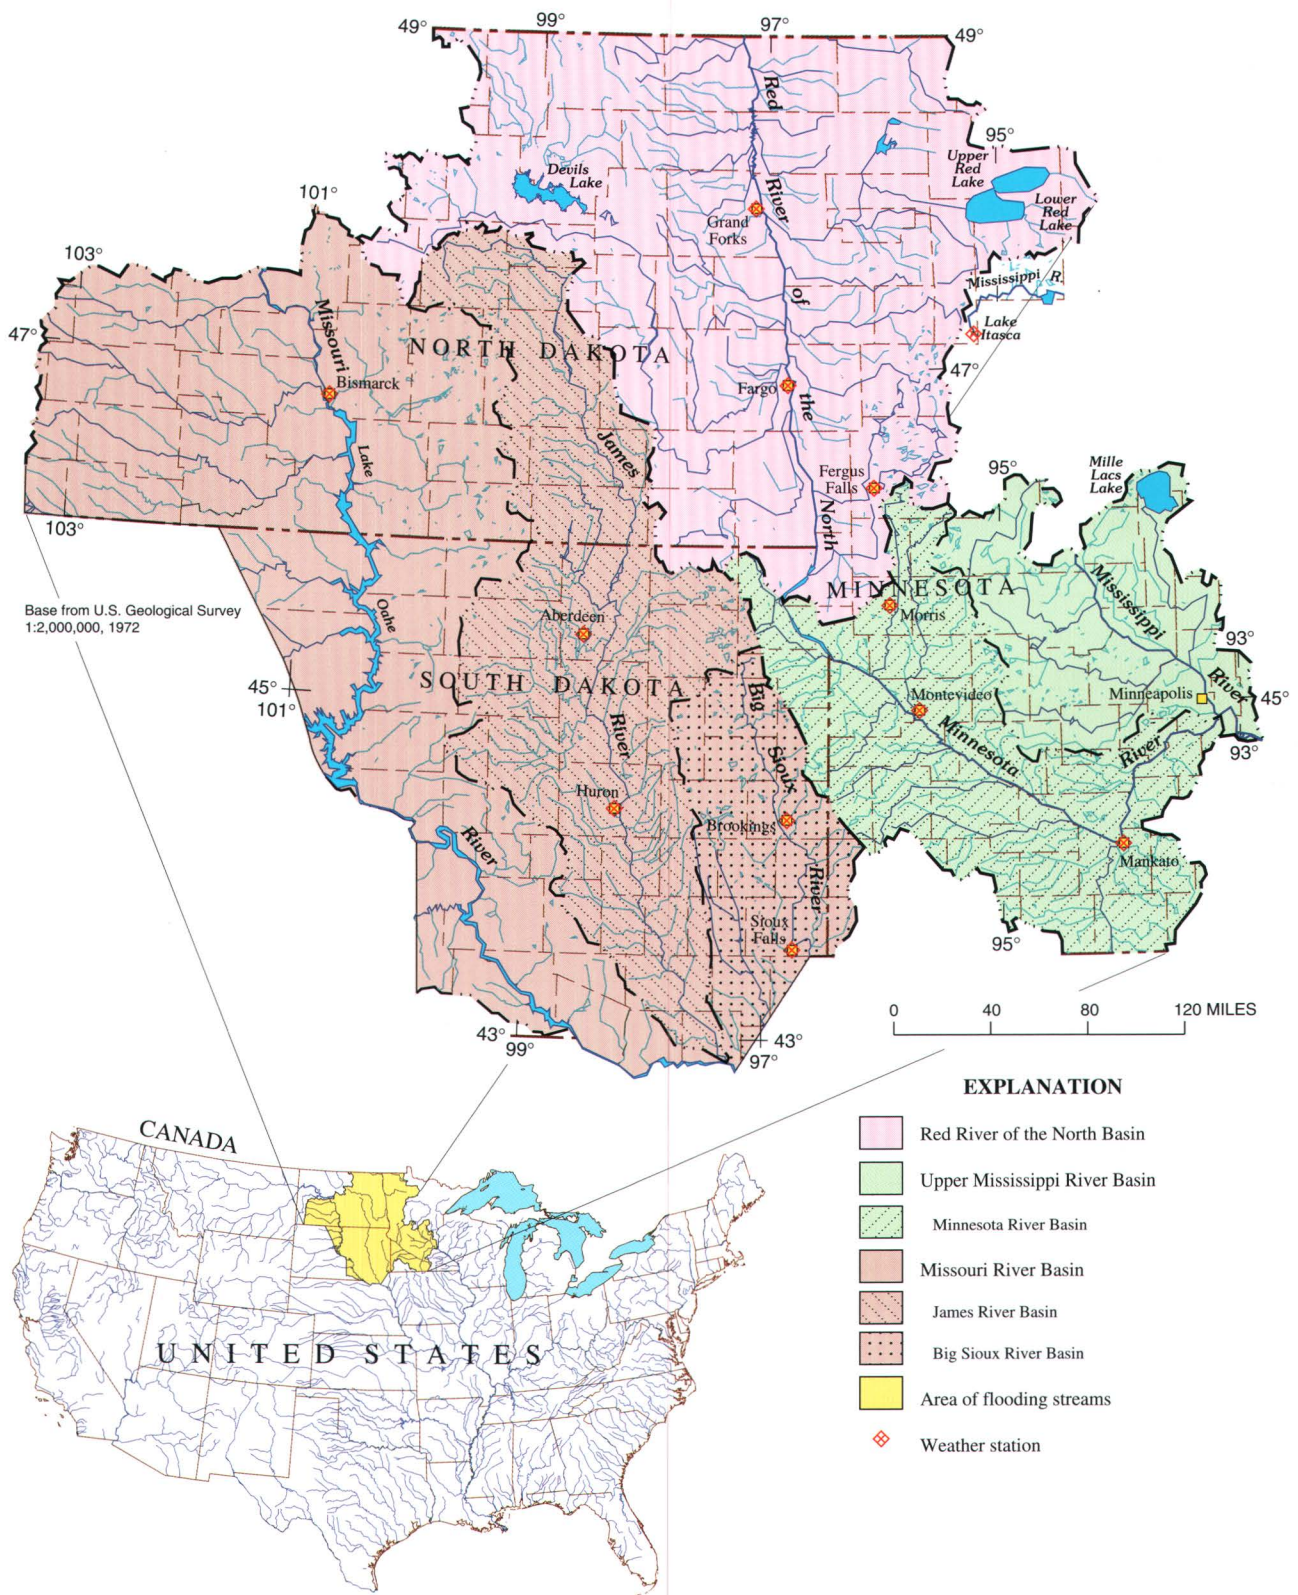 49°
99°
97°
49°
Red
95°
Upper
Red
Lake
Devils
Lake
River
Lower
Red
Lake
101°
Grand
Forks
103°
Mississippi R.
of
Missouri
Lake
Itasca
47°
NORTH DAKOTA
47°
Bismarck
Fargo
the
James
Lake
Mille
Lacs
Lake
95°
Fergus
Falls
North
103°
MINNESOTA
Mississippi
Base from U.S. Geological Survey
1:2,000,000, 1972
Oahe
Aberdeen
Morris
93°
45°
SOUTH DAKOTA
Big
Montevideo
Minneapolis
River
45°
101°
River
Minnesota
River
93°
Sioux
Huron
Brookings
River
Mankato
River
Sioux
Falls
95°
0 40 80 120 MILES
43°
99°
43°
97°
EXPLANATION
Red River of the North Basin
Upper Mississippi River Basin
Minnesota River Basin
Missouri River Basin
James River Basin
Big Sioux River Basin
Area of flooding streams
Weather station
CANADA
UNITED STATES